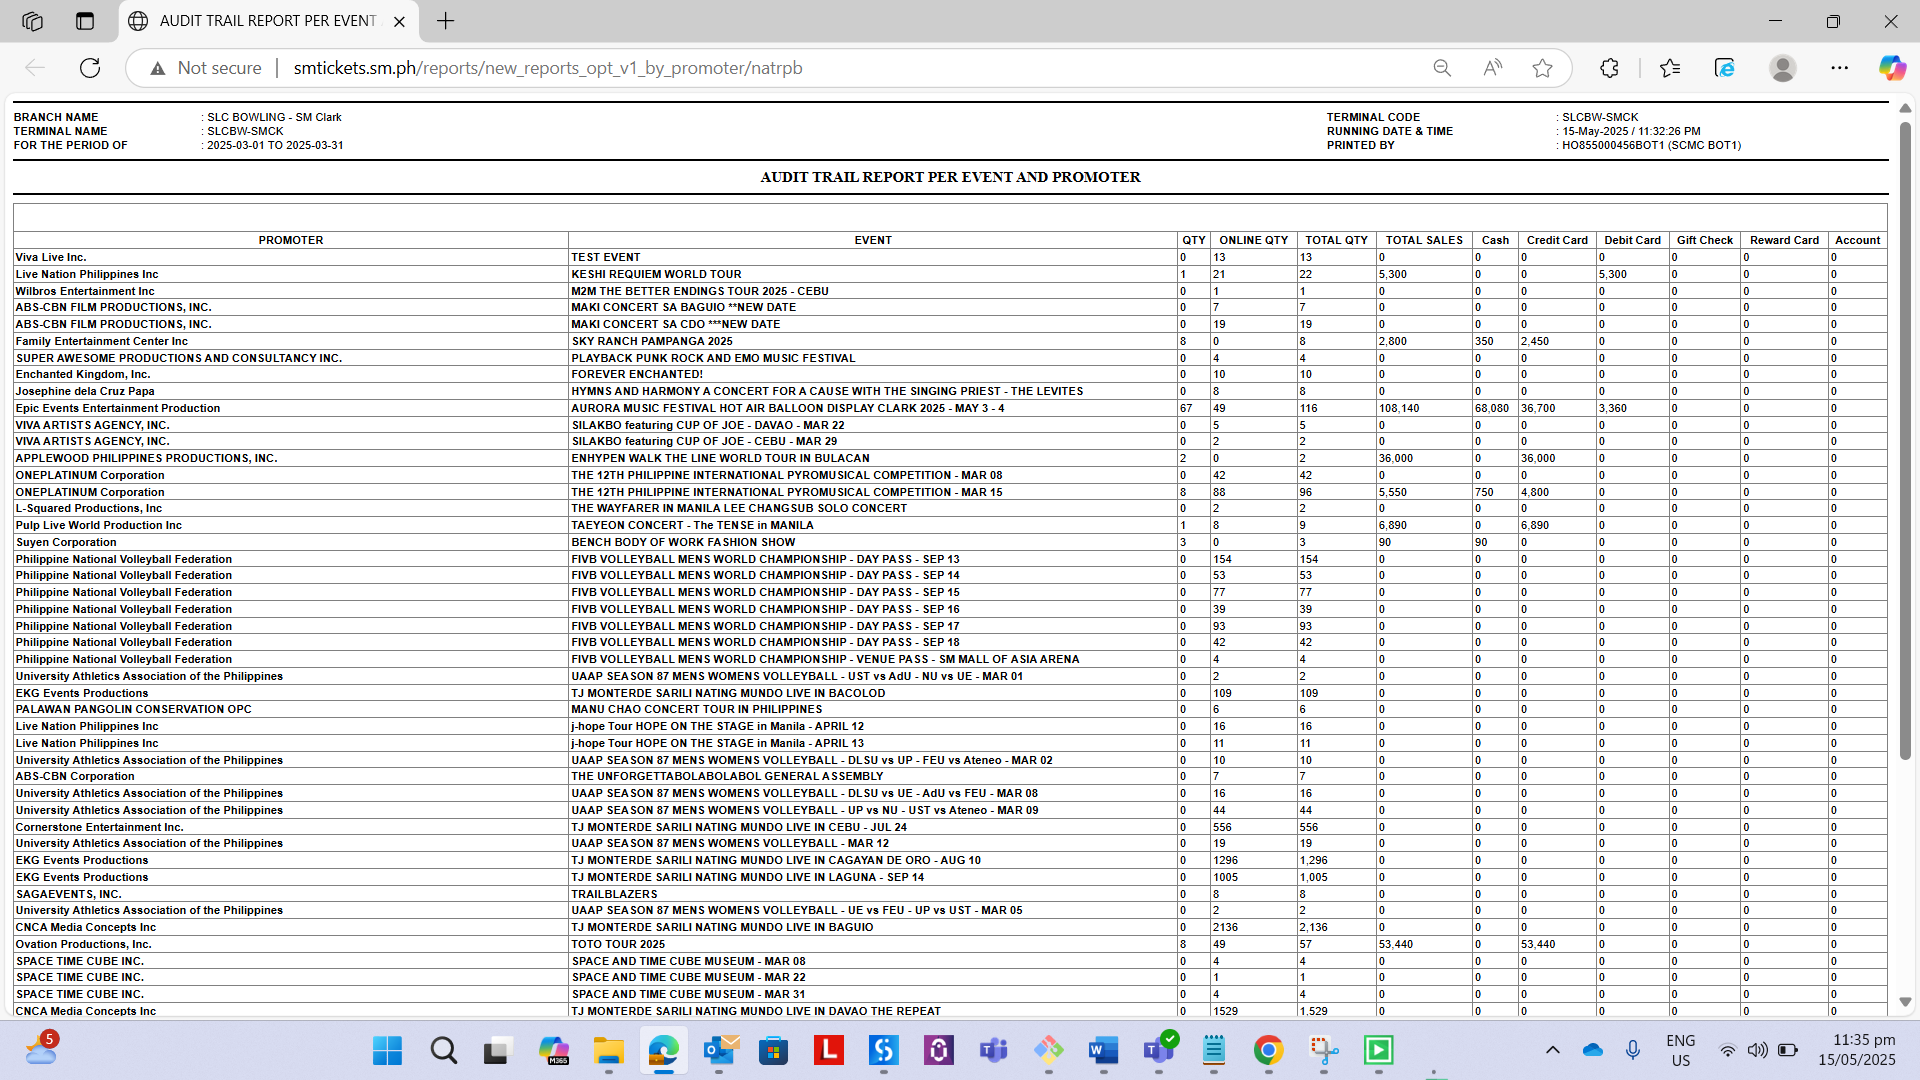 AUDIT TRAIL REPORT PER EVENT
Not secure smtickets.sm.ph/reports/new_reports_opt_v1_by_promoter/natrpb
BRANCH NAME : SLC BOWLING - SM Clark TERMINAL CODE : SLCBW-SMCK
TERMINAL NAME : SLCBW-SMCK RUNNING DATE & TIME : 15-May-2025 / 11:32:26 PM
FOR THE PERIOD OF : 2025-03-01 TO 2025-03-31 PRINTED BY : HO855000456BOT1 (SCMC BOT1)
AUDIT TRAIL REPORT PER EVENT AND PROMOTER
PROMOTER EVENT QTY ONLINE QTY TOTAL QTY TOTAL SALES Cash Credit Card Debit Card Gift Check Reward Card Account
Viva Live Inc. TEST EVENT 0 13 13 0 0 0 0 0 0 0
Live Nation Philippines Inc KESHI REQUIEM WORLD TOUR 1 21 22 5,300 0 0 5,300 0 0 0
Wilbros Entertainment Inc M2M THE BETTER ENDINGS TOUR 2025 - CEBU 0 1 1 0 0 0 0 0 0 0
ABS-CBN FILM PRODUCTIONS, INC. MAKI CONCERT SA BAGUIO **NEW DATE 0 7 7 0 0 0 0 0 0 0
ABS-CBN FILM PRODUCTIONS, INC. MAKI CONCERT SA CDO ***NEW DATE 0 19 19 0 0 0 0 0 0 0
Family Entertainment Center Inc SKY RANCH PAMPANGA 2025 8 0 8 2,800 350 2,450 0 0 0 0
SUPER AWESOME PRODUCTIONS AND CONSULTANCY INC. PLAYBACK PUNK ROCK AND EMO MUSIC FESTIVAL 0 4 4 0 0 0 0 0 0 0
Enchanted Kingdom, Inc. FOREVER ENCHANTED! 0 10 10 0 0 0 0 0 0 0
Josephine dela Cruz Papa HYMNS AND HARMONY A CONCERT FOR A CAUSE WITH THE SINGING PRIEST - THE LEVITES 0 8 8 0 0 0 0 0 0 0
Epic Events Entertainment Production AURORA MUSIC FESTIVAL HOT AIR BALLOON DISPLAY CLARK 2025 - MAY 3 - 4 67 49 116 108,140 68,080 36,700 3,360 0 0 0
VIVA ARTISTS AGENCY, INC. SILAKBO featuring CUP OF JOE - DAVAO - MAR 22 0 5 5 0 0 0 0 0 0 0
VIVA ARTISTS AGENCY, INC. SILAKBO featuring CUP OF JOE - CEBU - MAR 29 0 2 2 0 0 0 0 0 0 0
APPLEWOOD PHILIPPINES PRODUCTIONS, INC. ENHYPEN WALK THE LINE WORLD TOUR IN BULACAN 2 0 2 36,000 0 36,000 0 0 0 0
ONEPLATINUM Corporation THE 12TH PHILIPPINE INTERNATIONAL PYROMUSICAL COMPETITION - MAR 08 0 42 42 0 0 0 0 0 0 0
ONEPLATINUM Corporation THE 12TH PHILIPPINE INTERNATIONAL PYROMUSICAL COMPETITION - MAR 15 8 88 96 5,550 750 4,800 0 0 0 0
L-Squared Productions, Inc THE WAYFARER IN MANILA LEE CHANGSUB SOLO CONCERT 0 2 2 0 0 0 0 0 0 0
Pulp Live World Production Inc TAEYEON CONCERT - The TENSE in MANILA 1 8 9 6,890 0 6,890 0 0 0 0
Suyen Corporation BENCH BODY OF WORK FASHION SHOW 3 0 3 90 90 0 0 0 0 0
Philippine National Volleyball Federation FIVB VOLLEYBALL MENS WORLD CHAMPIONSHIP - DAY PASS - SEP 13 0 154 154 0 0 0 0 0 0 0
Philippine National Volleyball Federation FIVB VOLLEYBALL MENS WORLD CHAMPIONSHIP - DAY PASS - SEP 14 0 53 53 0 0 0 0 0 0 0
Philippine National Volleyball Federation FIVB VOLLEYBALL MENS WORLD CHAMPIONSHIP - DAY PASS - SEP 15 0 77 77 0 0 0 0 0 0 0
Philippine National Volleyball Federation FIVB VOLLEYBALL MENS WORLD CHAMPIONSHIP - DAY PASS - SEP 16 0 39 39 0 0 0 0 0 0 0
Philippine National Volleyball Federation FIVB VOLLEYBALL MENS WORLD CHAMPIONSHIP - DAY PASS - SEP 17 0 93 93 0 0 0 0 0 0 0
Philippine National Volleyball Federation FIVB VOLLEYBALL MENS WORLD CHAMPIONSHIP - DAY PASS - SEP 18 0 42 42 0 0 0 0 0 0 0
Philippine National Volleyball Federation FIVB VOLLEYBALL MENS WORLD CHAMPIONSHIP - VENUE PASS - SM MALL OF ASIA ARENA 0 4 4 0 0 0 0 0 0 0
University Athletics Association of the Philippines UAAP SEASON 87 MENS WOMENS VOLLEYBALL - UST vs AdU - NU vs UE - MAR 01 0 2 2 0 0 0 0 0 0 0
EKG Events Productions TJ MONTERDE SARILI NATING MUNDO LIVE IN BACOLOD 0 109 109 0 0 0 0 0 0 0
PALAWAN PANGOLIN CONSERVATION OPC MANU CHAO CONCERT TOUR IN PHILIPPINES 0 6 6 0 0 0 0 0 0 0
Live Nation Philippines Inc j-hope Tour HOPE ON THE STAGE in Manila - APRIL 12 0 16 16 0 0 0 0 0 0 0
Live Nation Philippines Inc j-hope Tour HOPE ON THE STAGE in Manila - APRIL 13 0 11 11 0 0 0 0 0 0 0
University Athletics Association of the Philippines UAAP SEASON 87 MENS WOMENS VOLLEYBALL - DLSU vs UP - FEU vs Ateneo - MAR 02 0 10 10 0 0 0 0 0 0 0
ABS-CBN Corporation THE UNFORGETTABOLABOLABOL GENERAL ASSEMBLY 0 7 7 0 0 0 0 0 0 0
University Athletics Association of the Philippines UAAP SEASON 87 MENS WOMENS VOLLEYBALL - DLSU vs UE - AdU vs FEU - MAR 08 0 16 16 0 0 0 0 0 0 0
University Athletics Association of the Philippines UAAP SEASON 87 MENS WOMENS VOLLEYBALL - UP vs NU - UST vs Ateneo - MAR 09 0 44 44 0 0 0 0 0 0 0
Cornerstone Entertainment Inc. TJ MONTERDE SARILI NATING MUNDO LIVE IN CEBU - JUL 24 0 556 556 0 0 0 0 0 0 0
University Athletics Association of the Philippines UAAP SEASON 87 MENS WOMENS VOLLEYBALL - MAR 12 0 19 19 0 0 0 0 0 0 0
EKG Events Productions TJ MONTERDE SARILI NATING MUNDO LIVE IN CAGAYAN DE ORO - AUG 10 0 1296 1,296 0 0 0 0 0 0 0
EKG Events Productions TJ MONTERDE SARILI NATING MUNDO LIVE IN LAGUNA - SEP 14 0 1005 1,005 0 0 0 0 0 0 0
SAGAEVENTS, INC. TRAILBLAZERS 0 8 8 0 0 0 0 0 0 0
University Athletics Association of the Philippines UAAP SEASON 87 MENS WOMENS VOLLEYBALL - UE vs FEU - UP vs UST - MAR 05 0 2 2 0 0 0 0 0 0 0
CNCA Media Concepts Inc TJ MONTERDE SARILI NATING MUNDO LIVE IN BAGUIO 0 2136 2,136 0 0 0 0 0 0 0
Ovation Productions, Inc. TOTO TOUR 2025 8 49 57 53,440 0 53,440 0 0 0 0
SPACE TIME CUBE INC. SPACE AND TIME CUBE MUSEUM - MAR 08 0 4 4 0 0 0 0 0 0 0
SPACE TIME CUBE INC. SPACE AND TIME CUBE MUSEUM - MAR 22 0 1 1 0 0 0 0 0 0 0
SPACE TIME CUBE INC. SPACE AND TIME CUBE MUSEUM - MAR 31 0 4 4 0 0 0 0 0 0 0
CNCA Media Concepts Inc TJ MONTERDE SARILI NATING MUNDO LIVE IN DAVAO THE REPEAT 0 1529 1,529 0 0 0 0 0 0 0
5
M365
L
ENG
US
11:35 pm
15/05/2025